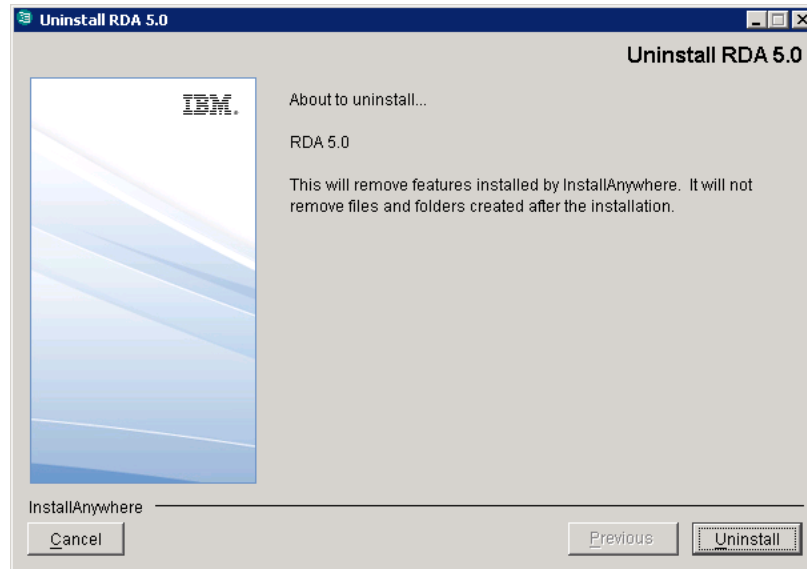 Uninstall RDA 5.0
Uninstall RDA 5.0
IBM.
About to uninstall...
RDA 5.0
This will remove features installed by InstallAnywhere. It will not
remove files and folders created after the installation.
InstallAnywhere
Cancel
Previous
Uninstall